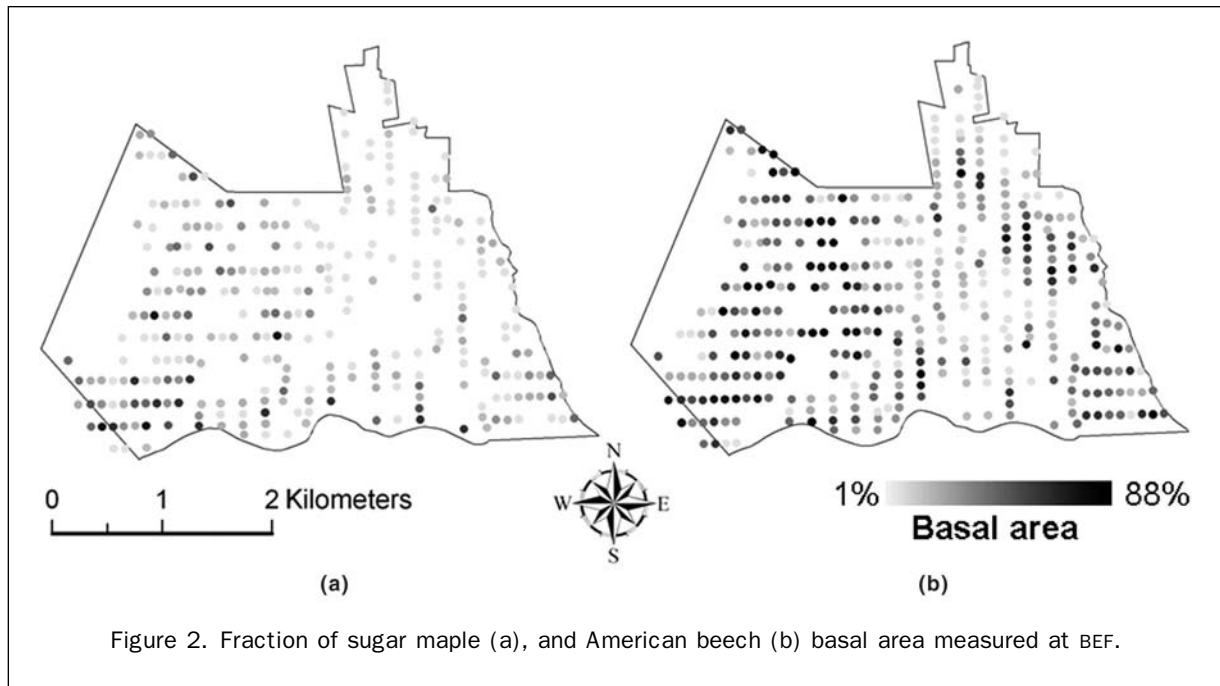 N
W E
S
0 1 2 Kilometers
1% 88%
Basal area
(a) (b)
Figure 2. Fraction of sugar maple (a), and American beech (b) basal area measured at BEF.